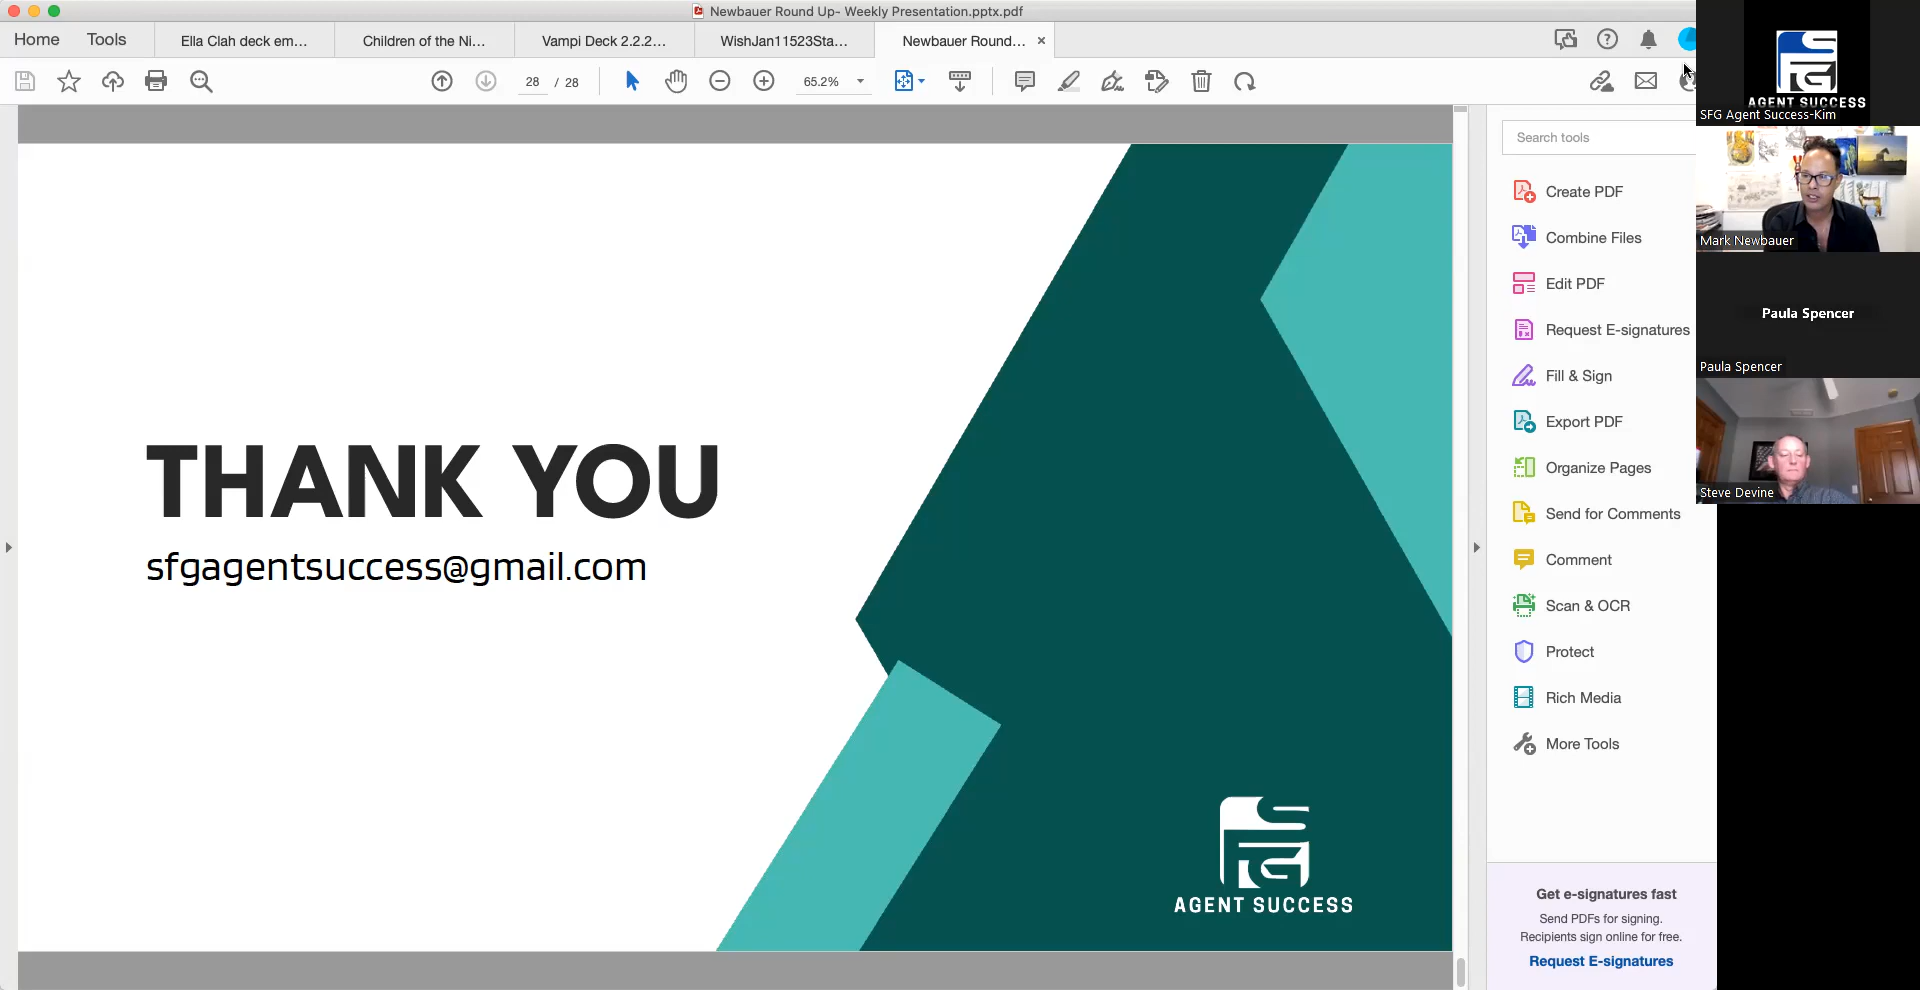 Newbauer Round Up- Weekly Presentation.pptx.pdf
Home
Tools
Ella Clah deck em...
Children of the Ni...
Vampi Deck 2.2.2...
WishJan11523Sta...
Newbauer Round...
×
28 / 28
65.2%
THANK YOU
sfgagentsuccess@gmail.com
SFG
AGENT SUCCESS
Search tools
Create PDF
Combine Files
Edit PDF
Request E-signatures
Fill & Sign
Export PDF
Organize Pages
Send for Comments
Comment
Scan & OCR
Protect
Rich Media
More Tools
Get e-signatures fast
Send PDFs for signing.
Recipients sign online for free.
Request E-signatures
SFG
AGENT SUCCESS
SFG Agent Success-Kim
Mark Newbauer
Paula Spencer
Paula Spencer
Steve Devine